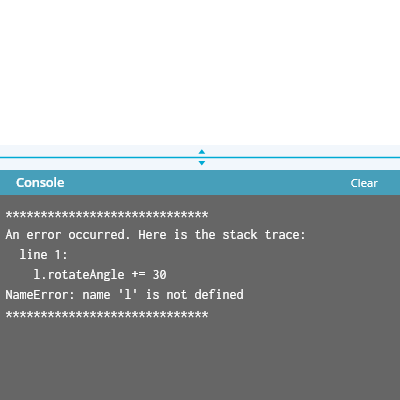 Console
Clear
*****************************
An error occurred. Here is the stack trace:
line 1:
l.rotateAngle += 30
NameError: name 'l' is not defined
*****************************